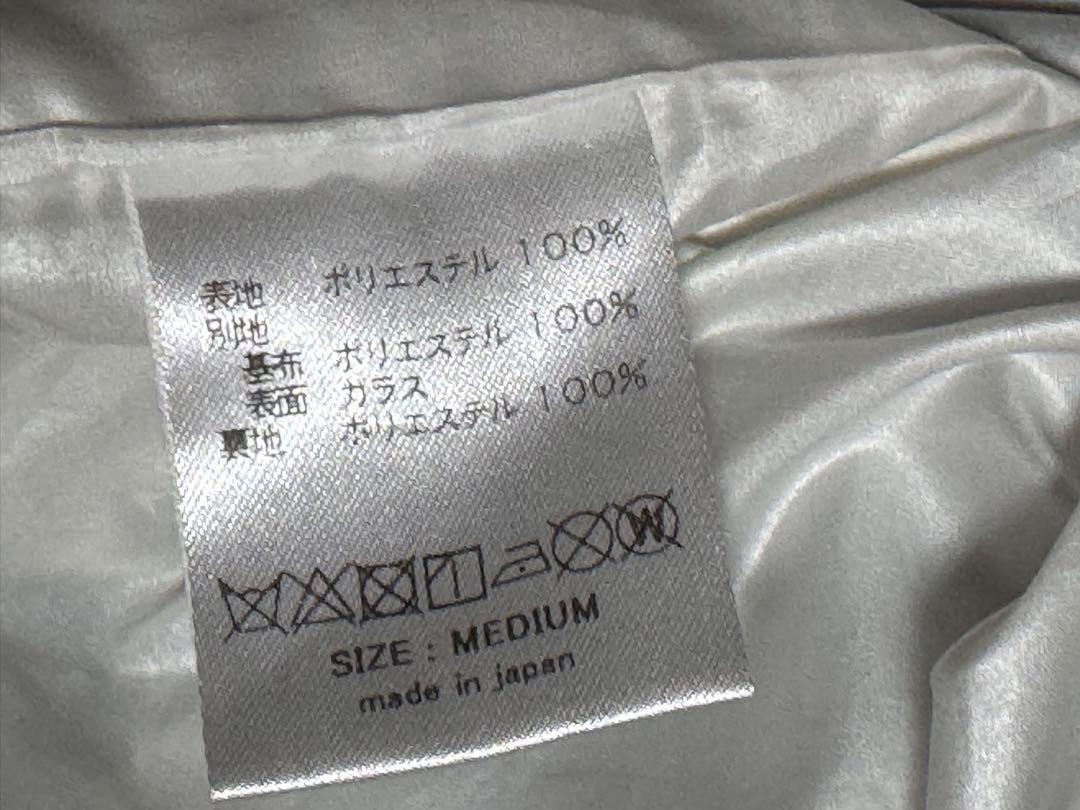 表地 ポリエステル 100%
別地
基布 ポリエステル 100%
表面 ガラス
裏地 ポリエステル 100%
W
SIZE : MEDIUM
made in japan